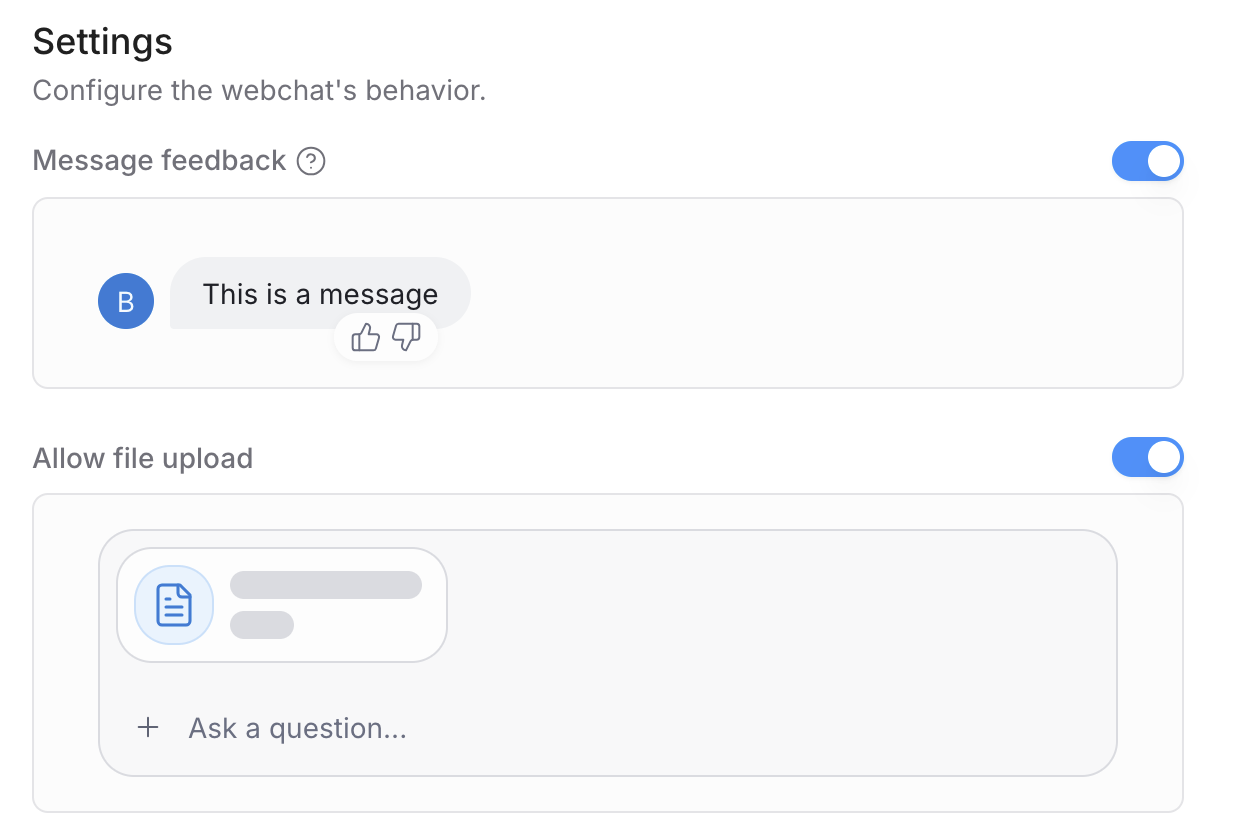 Settings
Configure the webchat's behavior.
Message feedback ?
B
This is a message
Allow file upload
+ Ask a question...